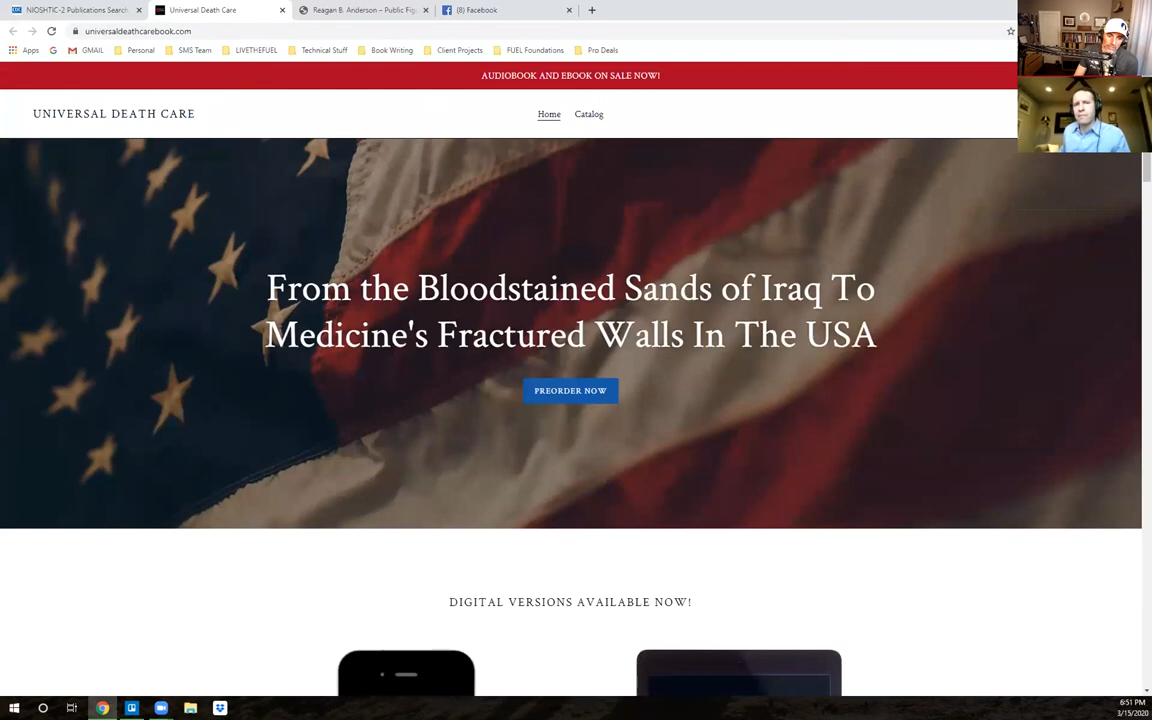 NIOSHTIC-2 Publications Search
Universal Death Care
Reagan B. Anderson – Public Fig
(8) Facebook
universaldeathcarebook.com
Apps
GMAIL
Personal
SMS Team
LIVETHEFUEL
Technical Stuff
Book Writing
Client Projects
FUEL Foundations
Pro Deals
AUDIOBOOK AND EBOOK ON SALE NOW!
UNIVERSAL DEATH CARE
Home
Catalog
From the Bloodstained Sands of Iraq To
Medicine's Fractured Walls In The USA
PREORDER NOW
DIGITAL VERSIONS AVAILABLE NOW!
6:51 PM
3/15/2020